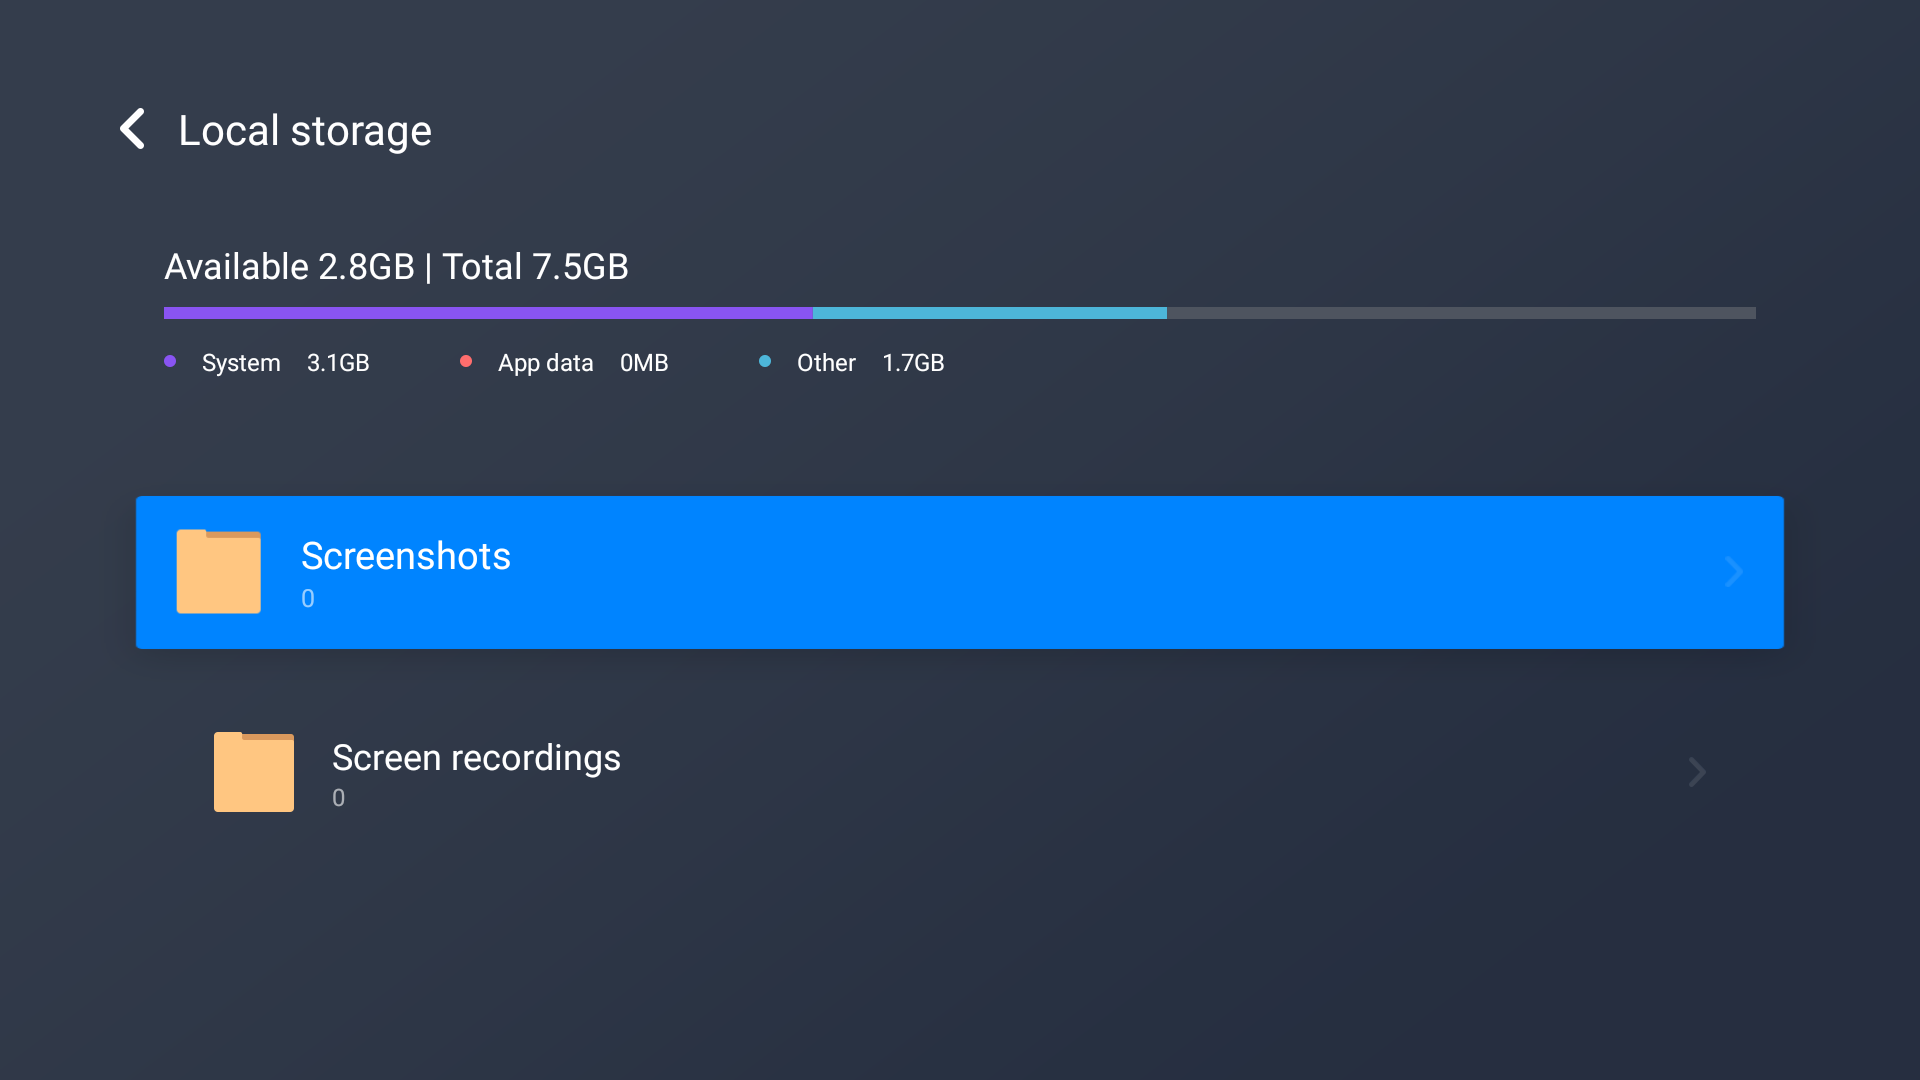 Local storage
Available 2.8GB | Total 7.5GB
System 3.1GB App data 0MB Other 1.7GB
Screenshots
0
Screen recordings
0